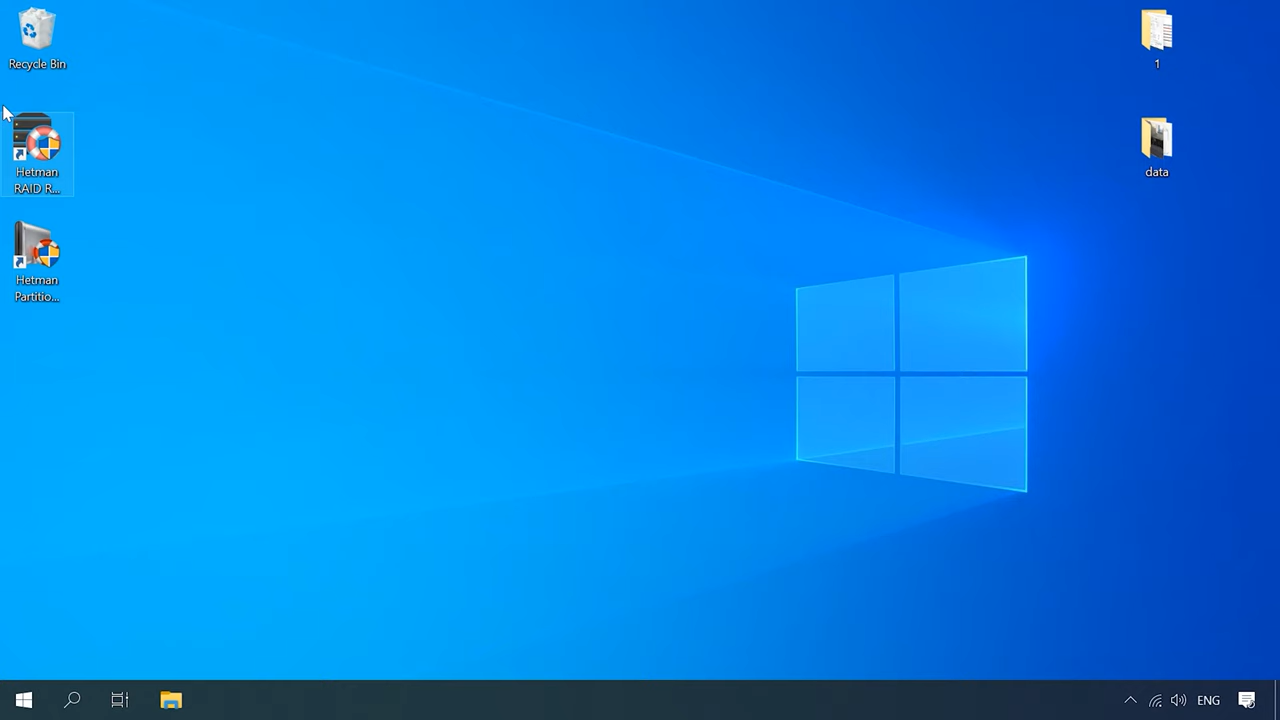 Recycle Bin
Hetman
RAID R...
Hetman
Partitio...
1
data
ENG